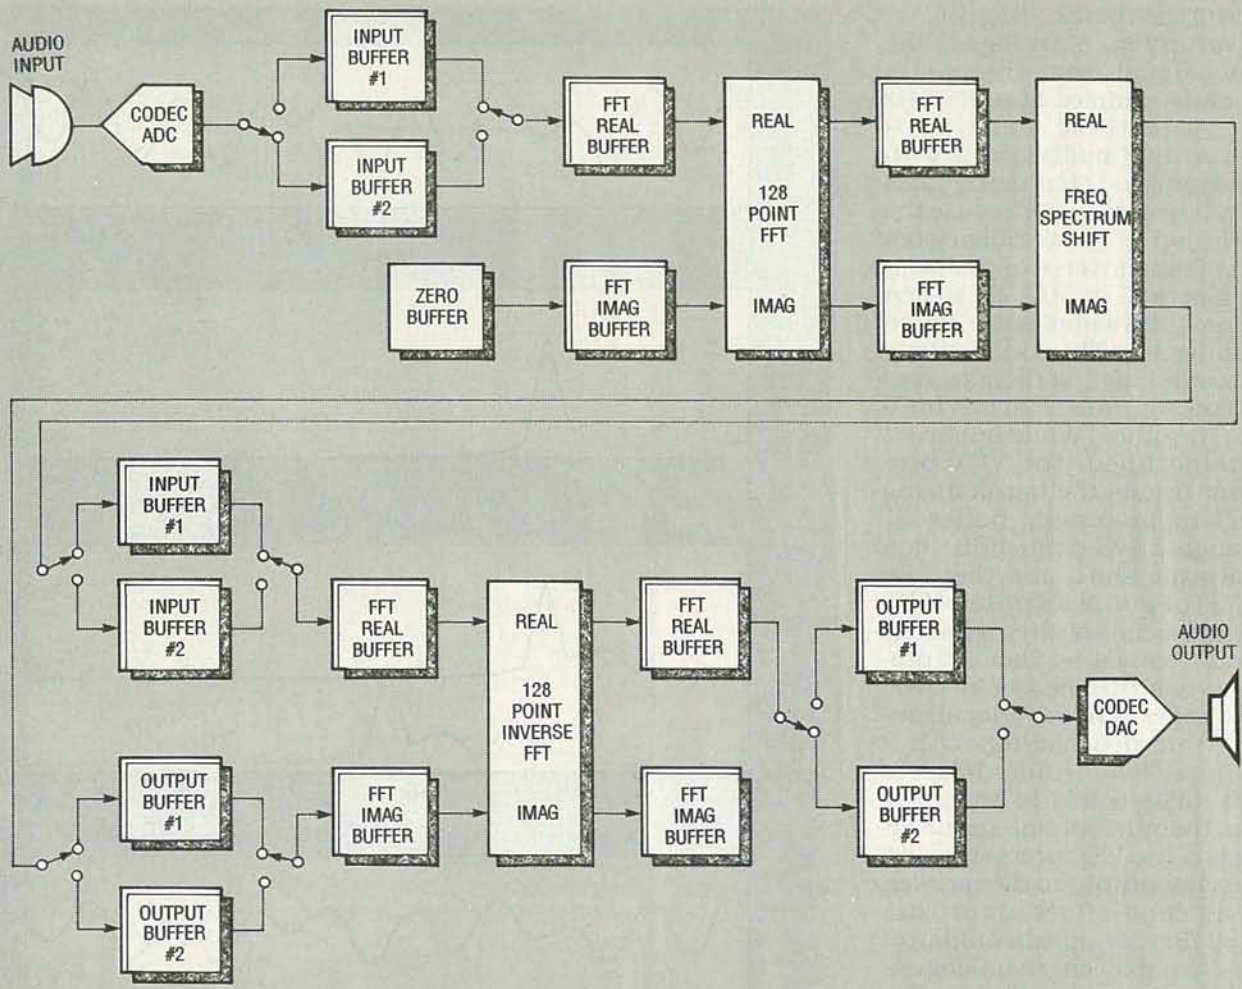 AUDIO
INPUT
CODEC
ADC
INPUT
BUFFER
#1
INPUT
BUFFER
#2
FFT
REAL
BUFFER
REAL
128
POINT
FFT
IMAG
FFT
REAL
BUFFER
REAL
FREQ
SPECTRUM
SHIFT
IMAG
ZERO
BUFFER
FFT
IMAG
BUFFER
FFT
IMAG
BUFFER
INPUT
BUFFER
#1
INPUT
BUFFER
#2
FFT
REAL
BUFFER
REAL
128
POINT
INVERSE
FFT
IMAG
FFT
REAL
BUFFER
OUTPUT
BUFFER
#1
AUDIO
OUTPUT
CODEC
DAC
OUTPUT
BUFFER
#1
FFT
IMAG
BUFFER
FFT
IMAG
BUFFER
OUTPUT
BUFFER
#2
OUTPUT
BUFFER
#2